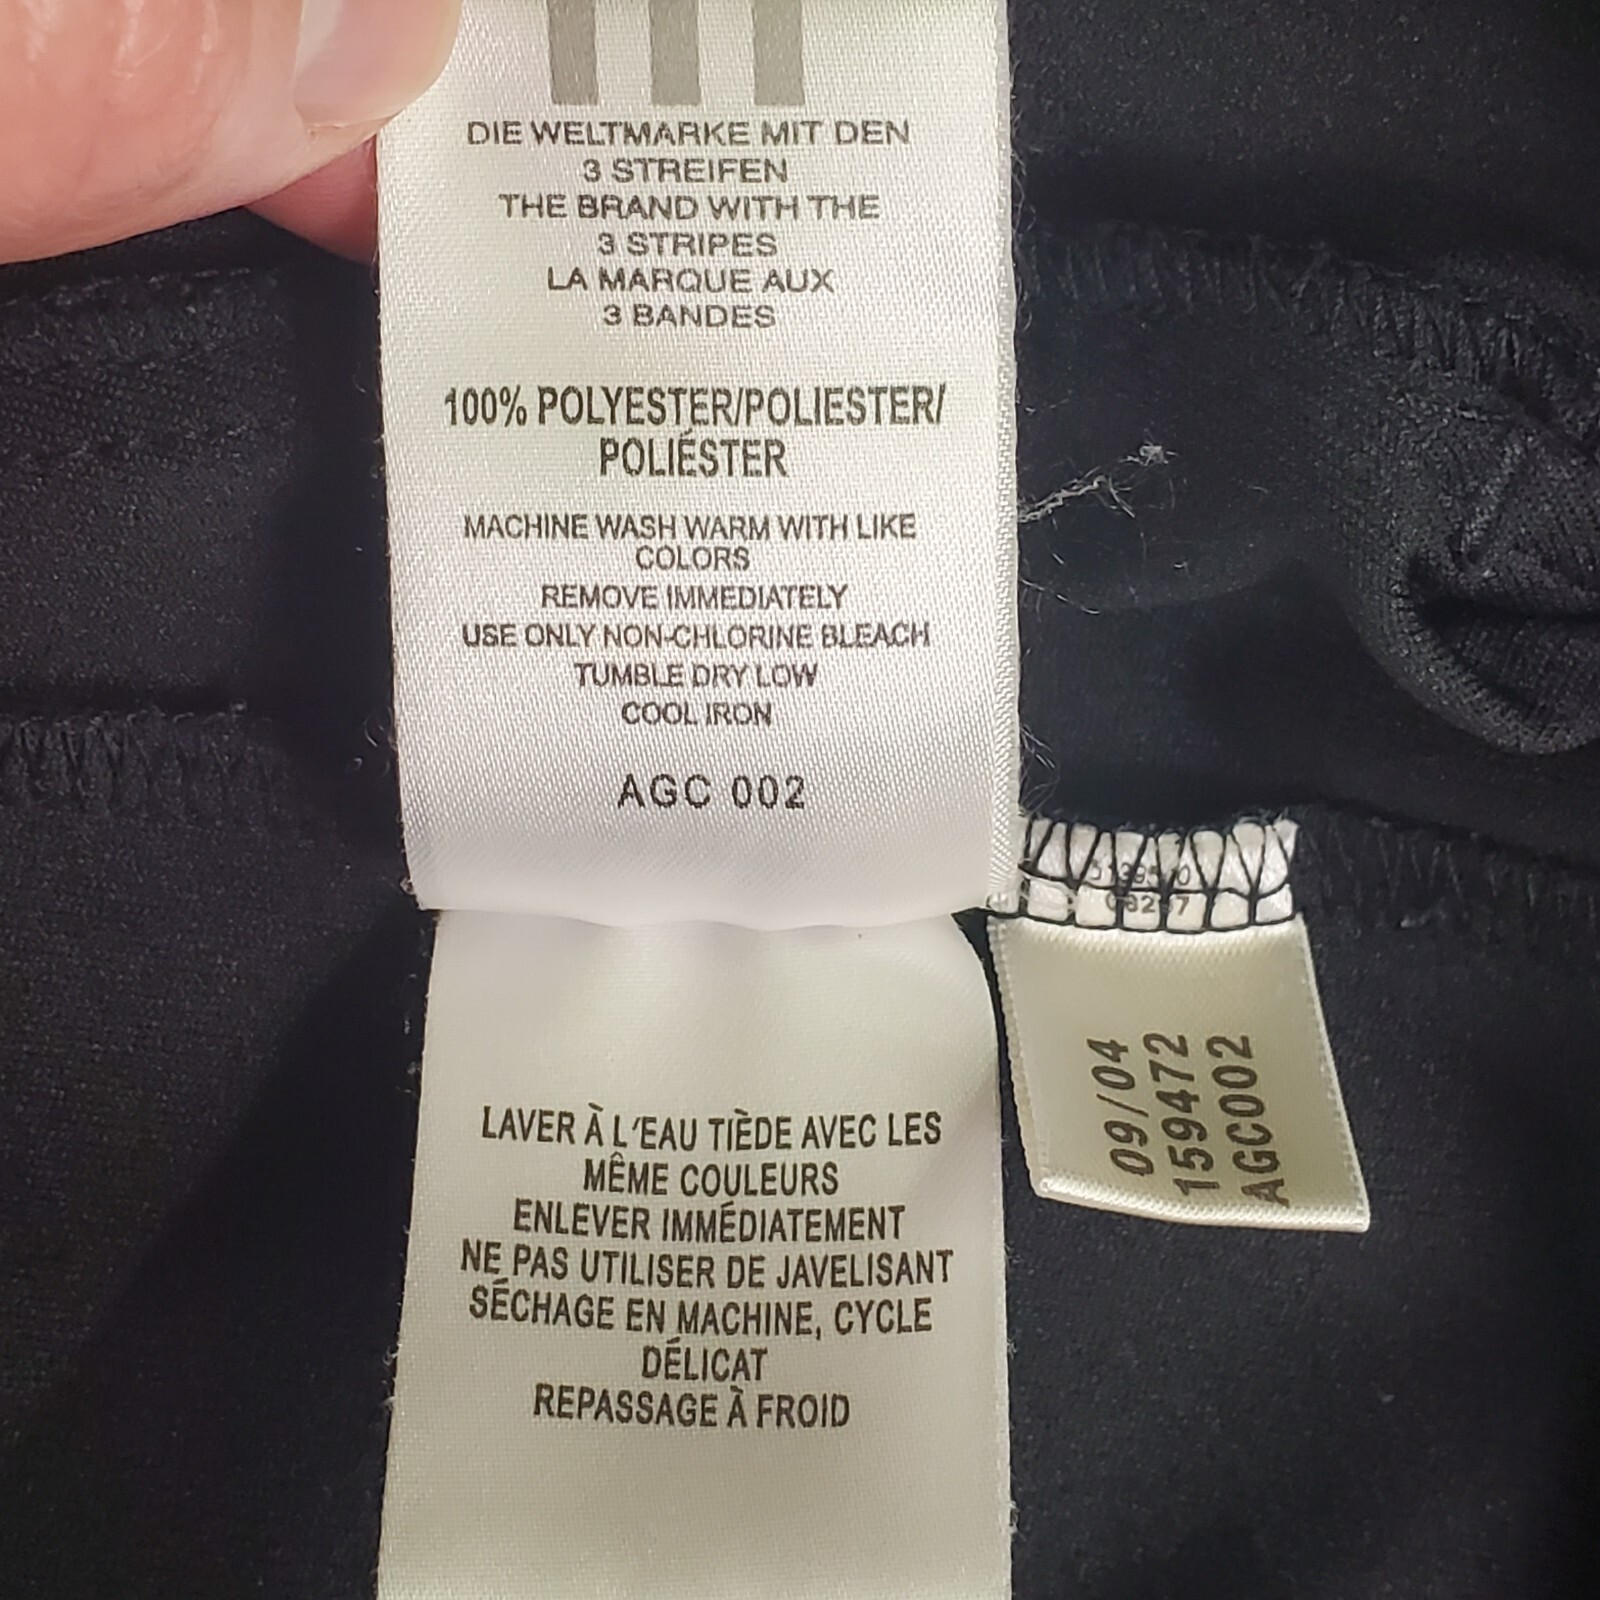 DIE WELTMARKE MIT DEN
3 STREIFEN
THE BRAND WITH THE
3 STRIPES
LA MARQUE AUX
3 BANDES
100% POLYESTER/POLIESTER/
POLIÉSTER
MACHINE WASH WARM WITH LIKE
COLORS
REMOVE IMMEDIATELY
USE ONLY NON-CHLORINE BLEACH
TUMBLE DRY LOW
COOL IRON
AGC 002
LAVER À L'EAU TIÈDE AVEC LES
MÊME COULEURS
ENLEVER IMMÉDIATEMENT
NE PAS UTILISER DE JAVELISANT
SÉCHAGE EN MACHINE, CYCLE
DÉLICAT
REPASSAGE À FROID
09/04
159472
AGC002